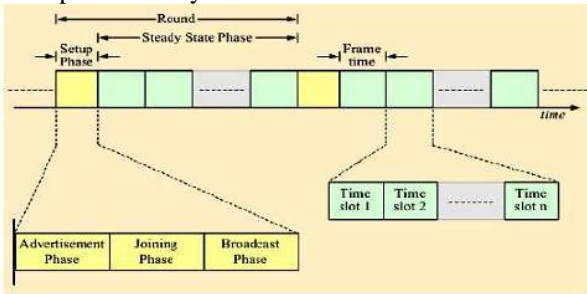 Round
Steady State Phase
Setup
Phase
Frame
time
time
Time
slot 1
Time
slot 2
Time
slot n
Advertisement
Phase
Joining
Phase
Broadcast
Phase